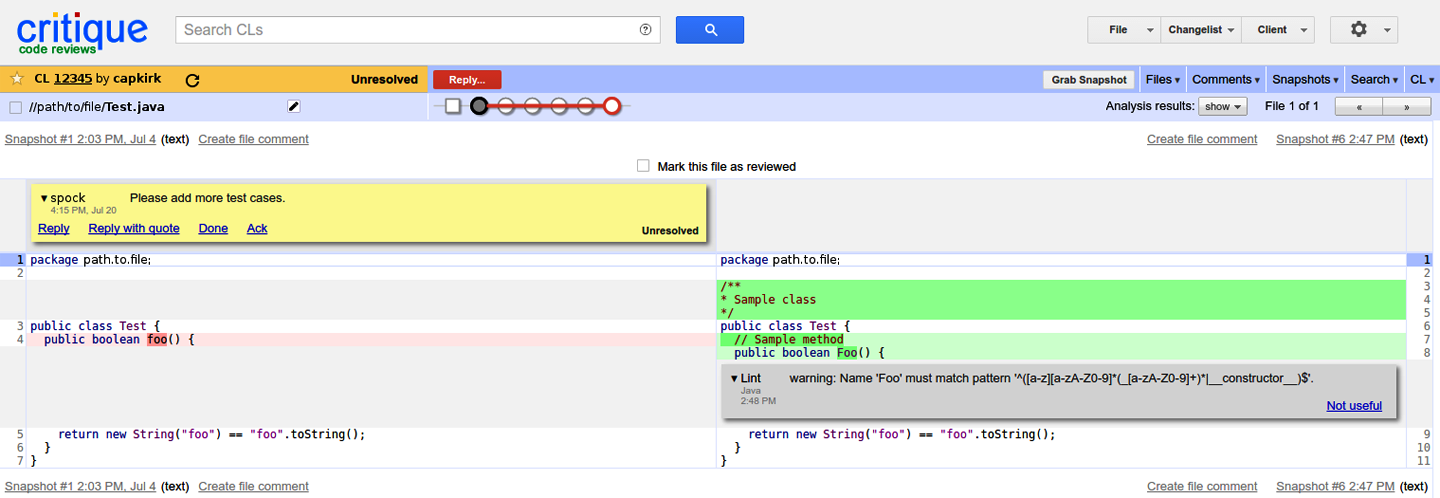 critique
code reviews
Search CLs
File
Changelist
Client
CL 12345 by capkirk
Unresolved
Reply...
Grab Snapshot
Files
Comments
Snapshots
Search
CL
//path/to/file/Test.java
Analysis results:
show
File 1 of 1
«
»
Snapshot #1 2:03 PM, Jul 4 (text) Create file comment
Create file comment Snapshot #6 2:47 PM (text)
Mark this file as reviewed
spock Please add more test cases.
4:15 PM, Jul 20
Reply Reply with quote Done Ack
Unresolved
1 package path.to.file;
2
3 public class Test {
4 public boolean foo() {
5 return new String("foo") == "foo".toString();
6 }
7 }
package path.to.file; 1
2
/** 3
* Sample class 4
*/ 5
public class Test { 6
// Sample method 7
public boolean Foo() { 8
Lint warning: Name 'Foo' must match pattern '^([a-z][a-zA-Z0-9]*(_[a-zA-Z0-9]+)*|__constructor__)$'.
Java
2:48 PM
Not useful
return new String("foo") == "foo".toString(); 9
} 10
} 11
Snapshot #1 2:03 PM, Jul 4 (text) Create file comment
Create file comment Snapshot #6 2:47 PM (text)